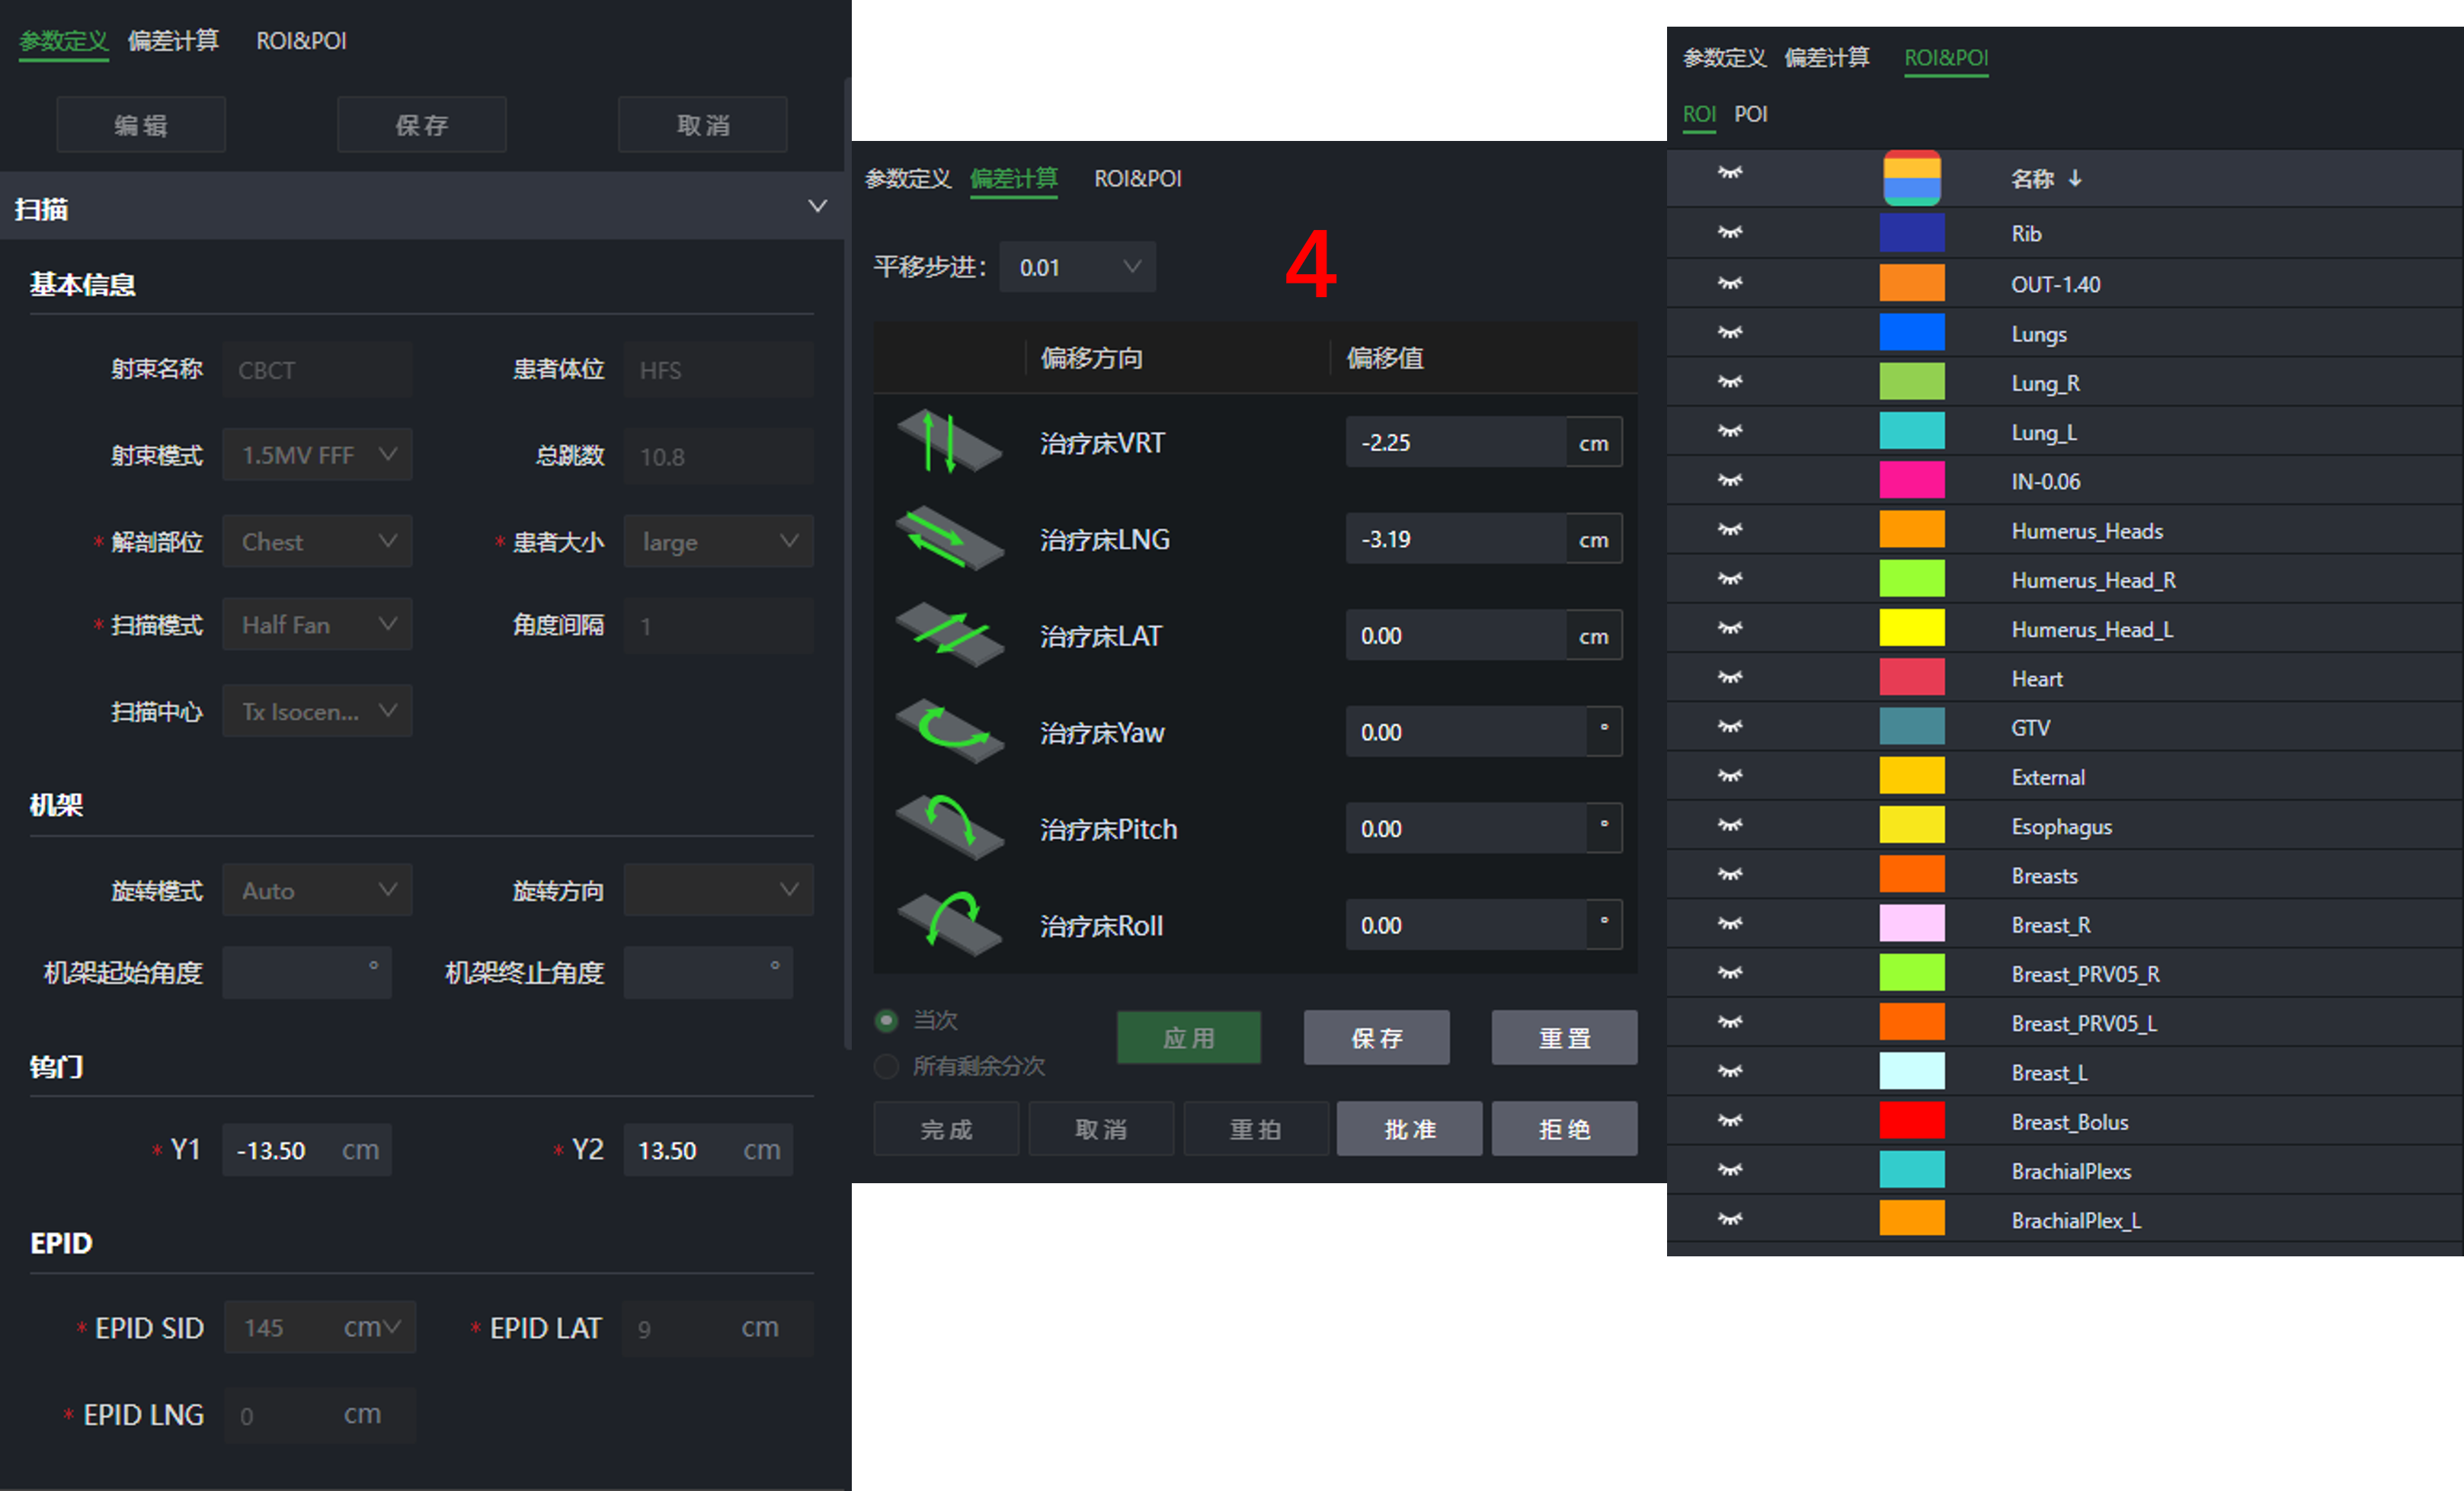 参数定义 偏差计算 ROI&POI
编辑 保存 取消
扫描
基本信息
射束名称 CBCT 患者体位 HFS
射束模式 1.5MV FFF 总跳数 10.8
* 解剖部位 Chest * 患者大小 large
* 扫描模式 Half Fan 角度间隔 1
扫描中心 Tx Isocen...
机架
旋转模式 Auto 旋转方向
机架起始角度 ° 机架终止角度 °
钨门
* Y1 -13.50 cm * Y2 13.50 cm
EPID
* EPID SID 145 cm * EPID LAT 9 cm
* EPID LNG 0 cm
参数定义 偏差计算 ROI&POI
平移步进： 0.01
4
偏移方向 偏移值
治疗床VRT -2.25 cm
治疗床LNG -3.19 cm
治疗床LAT 0.00 cm
治疗床Yaw 0.00 °
治疗床Pitch 0.00 °
治疗床Roll 0.00 °
当次
所有剩余分次
应用 保存 重置
完成 取消 重拍 批准 拒绝
参数定义 偏差计算 ROI&POI
ROI POI
名称 ↓
Rib
OUT-1.40
Lungs
Lung_R
Lung_L
IN-0.06
Humerus_Heads
Humerus_Head_R
Humerus_Head_L
Heart
GTV
External
Esophagus
Breasts
Breast_R
Breast_PRV05_R
Breast_PRV05_L
Breast_L
Breast_Bolus
BrachialPlexs
BrachialPlex_L